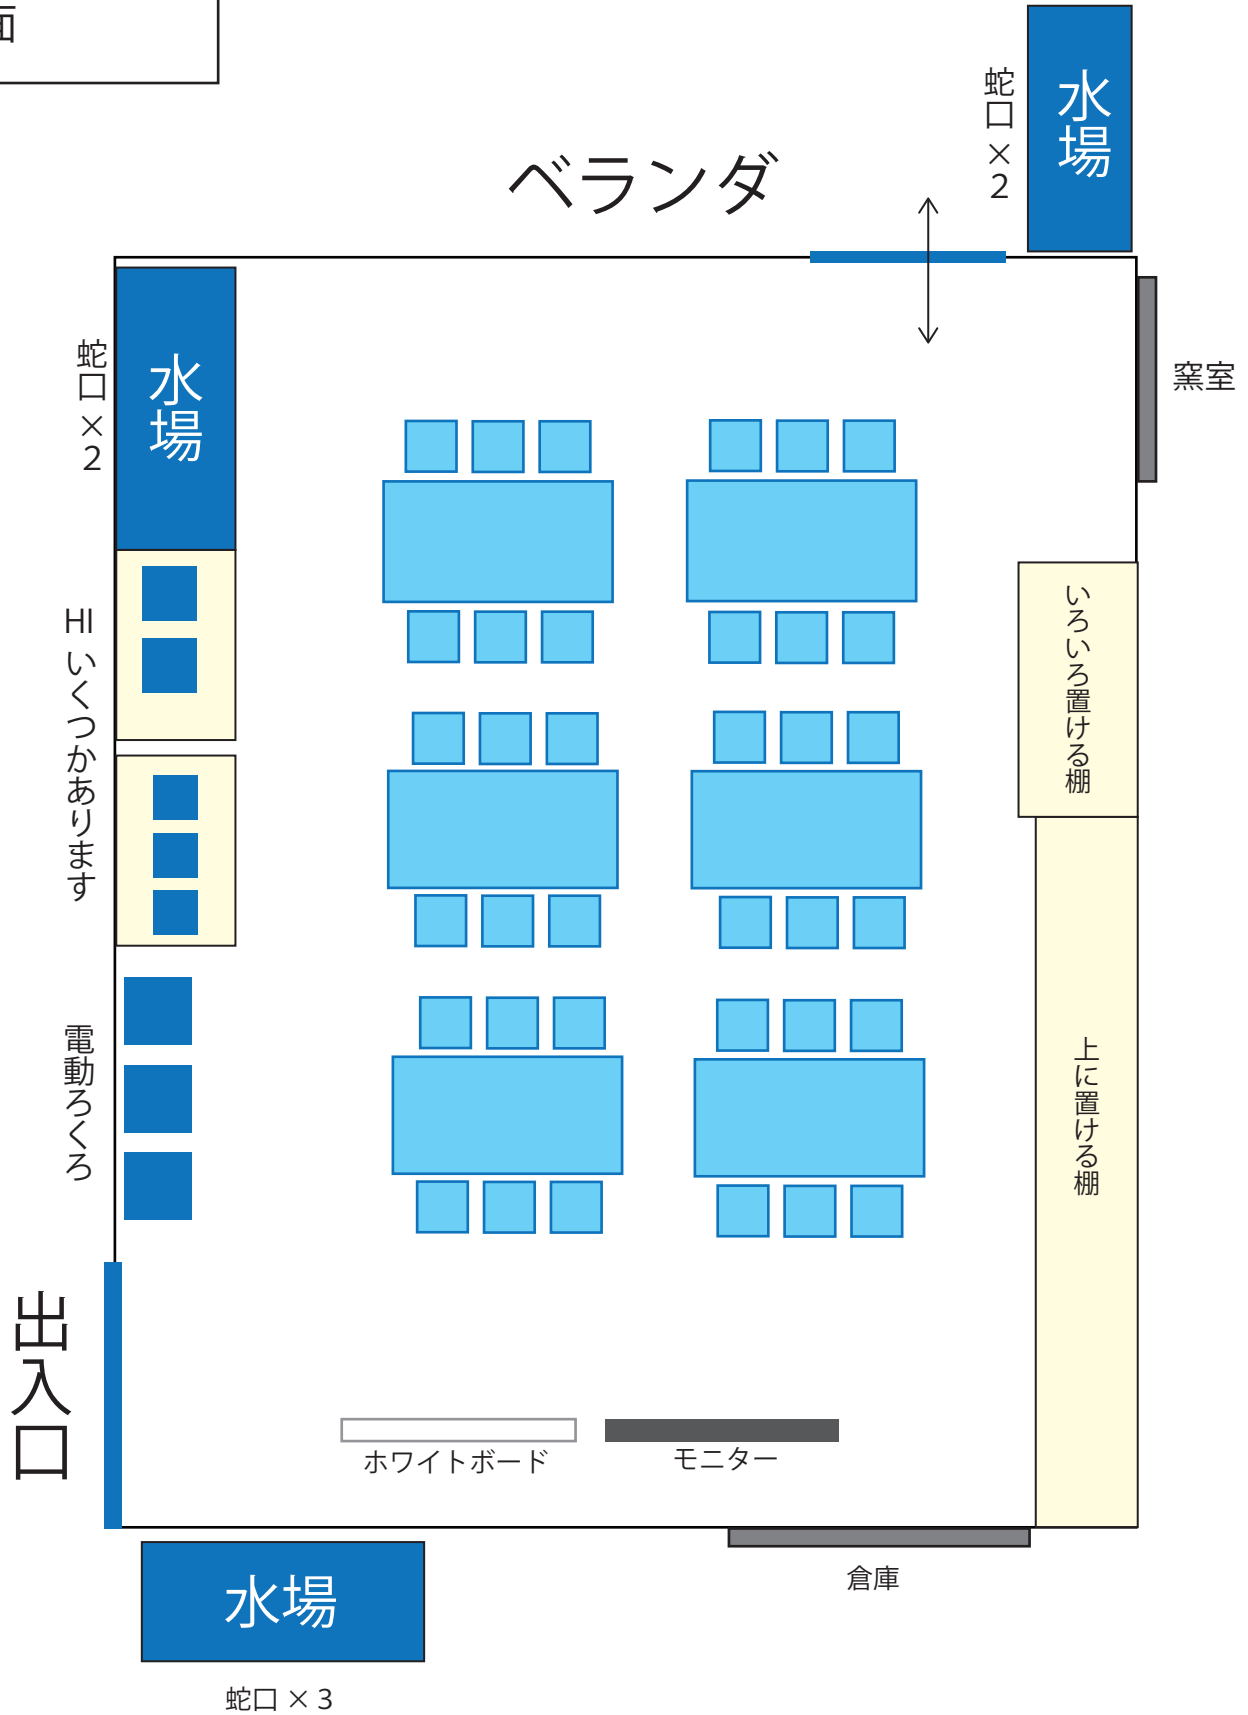 面
水場
蛇口×2
ベランダ
水場
蛇口×2
窯室
HIいくつかあります
いろいろ置ける棚
電動ろくろ
上に置ける棚
出入口
ホワイトボード
モニター
倉庫
水場
蛇口×3